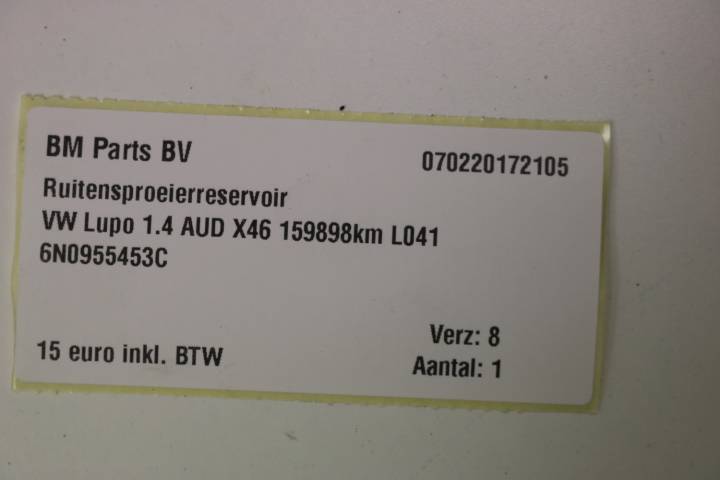 BM Parts BV 070220172105
Ruitensproeierreservoir
VW Lupo 1.4 AUD X46 159898km L041
6N0955453C
Verz: 8
15 euro inkl. BTW
Aantal: 1